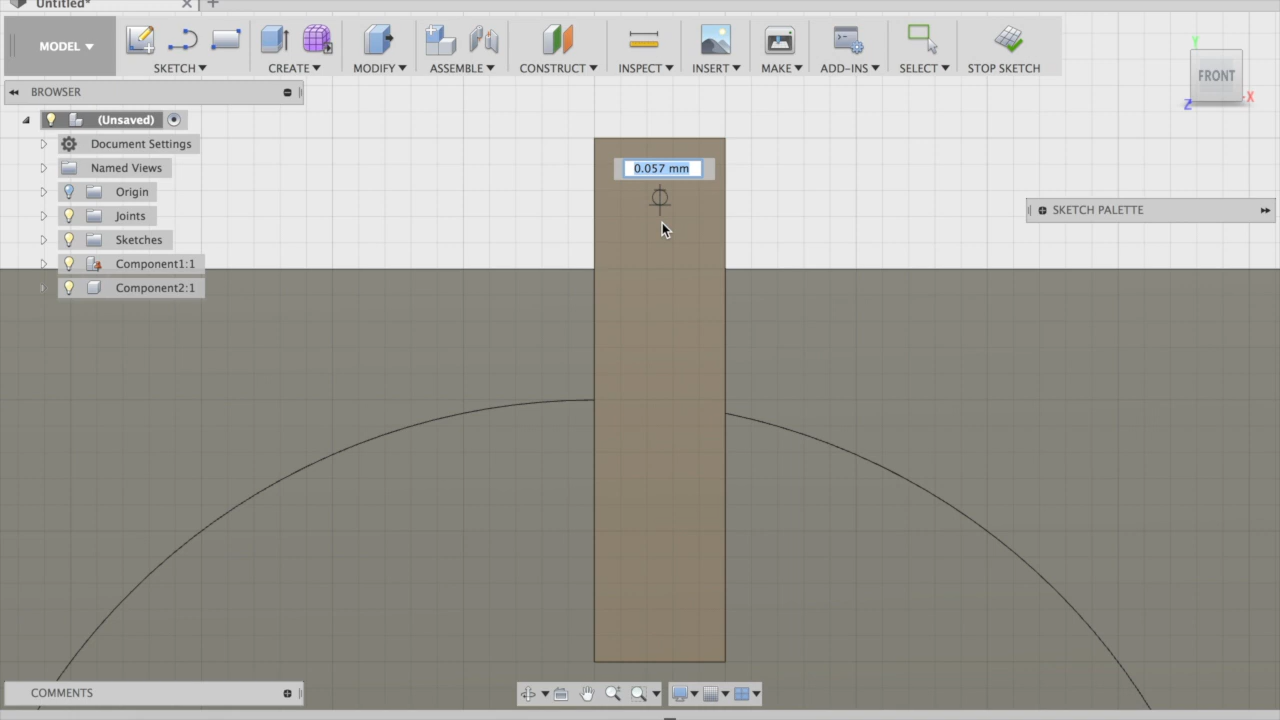 Untitled*
MODEL
SKETCH
CREATE
MODIFY
ASSEMBLE
CONSTRUCT
INSPECT
INSERT
MAKE
ADD-INS
SELECT
STOP SKETCH
BROWSER
(Unsaved)
Document Settings
Named Views
Origin
Joints
Sketches
Component1:1
Component2:1
0.057 mm
Y
FRONT
X
Z
SKETCH PALETTE
COMMENTS